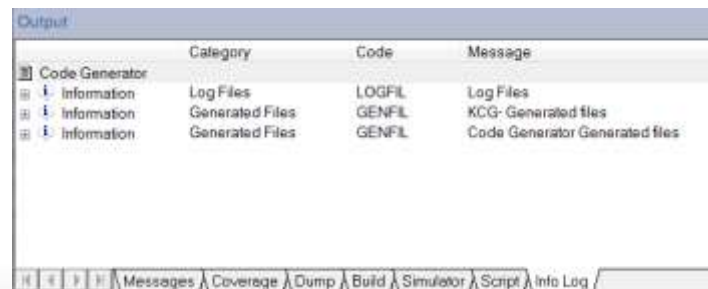 Output
Category Code Message
Code Generator
Information Log Files LOGFIL Log Files
Information Generated Files GENFIL KCG- Generated files
Information Generated Files GENFIL Code Generator Generated files
Messages Coverage Dump Build Simulator Script Info Log